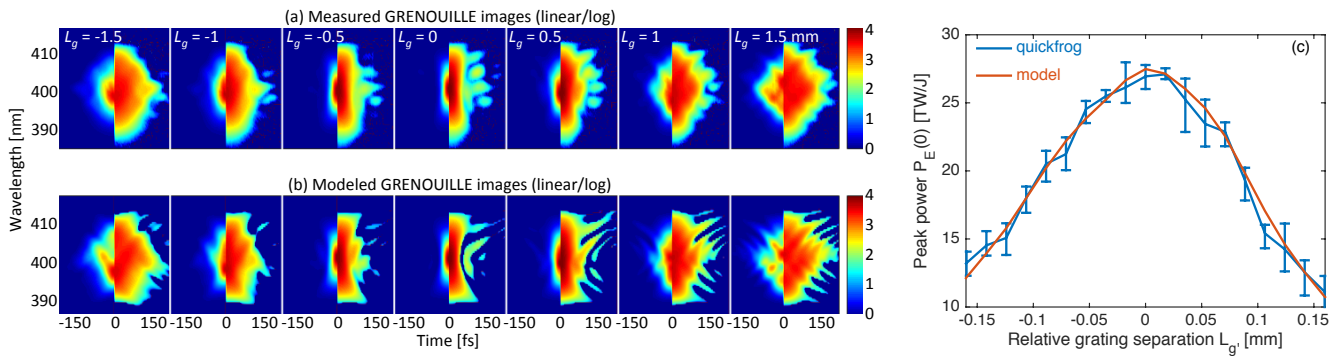 (a) Measured GRENOUILLE images (linear/log)
L_g = -1.5 L_g = -1 L_g = -0.5 L_g = 0 L_g = 0.5 L_g = 1 L_g = 1.5 mm
410
400
390
4
3
2
1
0
(b) Modeled GRENOUILLE images (linear/log)
410
400
390
4
3
2
1
0
Wavelength [nm]
-150 0 150 -150 0 150 -150 0 150 -150 0 150 -150 0 150 -150 0 150 -150 0 150
Time [fs]
(c)
quickfrog
model
30
25
20
15
10
Peak power P_E(0) [TW/J]
-0.15 -0.1 -0.05 0 0.05 0.1 0.15
Relative grating separation L_g' [mm]